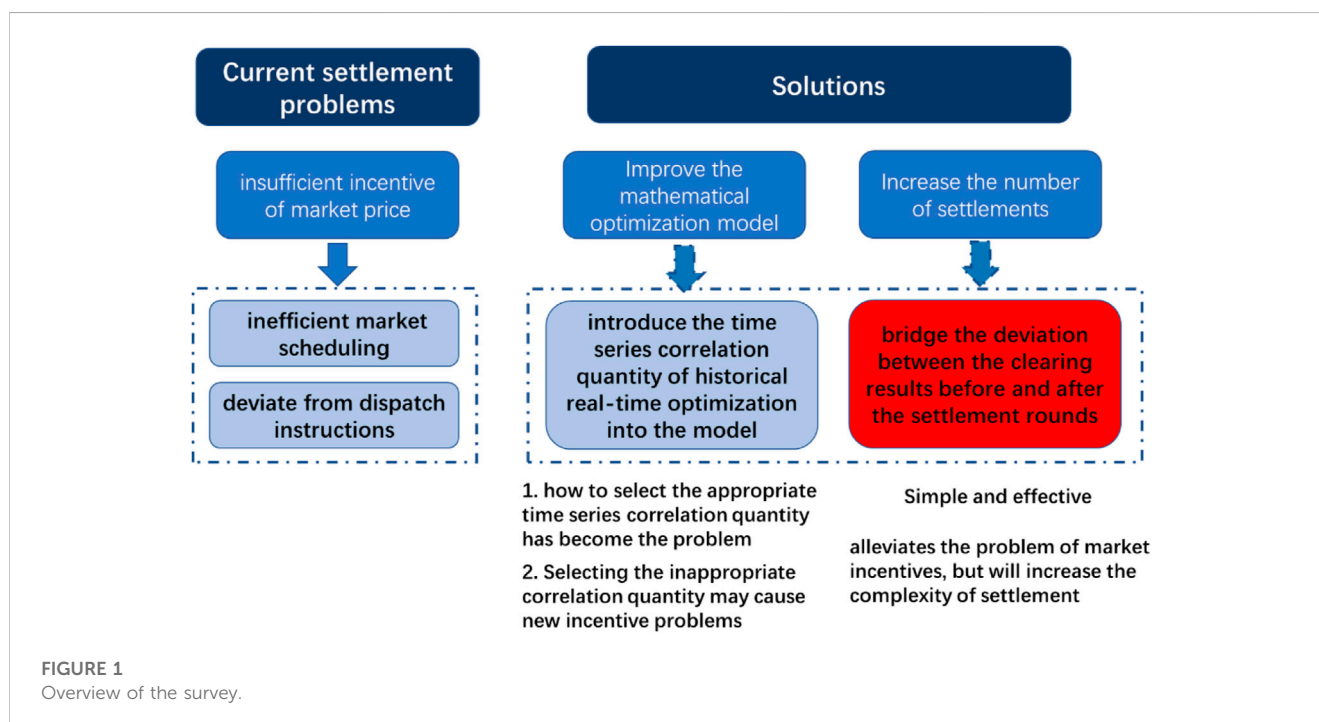 Current settlement
problems
Solutions
insufficient incentive
of market price
Improve the
mathematical
optimization model
Increase the number
of settlements
inefficient market
scheduling
deviate from dispatch
instructions
introduce the time
series correlation
quantity of historical
real-time optimization
into the model
bridge the deviation
between the clearing
results before and after
the settlement rounds
1. how to select the appropriate
time series correlation quantity
has become the problem
2. Selecting the inappropriate
correlation quantity may cause
new incentive problems
Simple and effective
alleviates the problem of market
incentives, but will increase the
complexity of settlement
FIGURE 1
Overview of the survey.